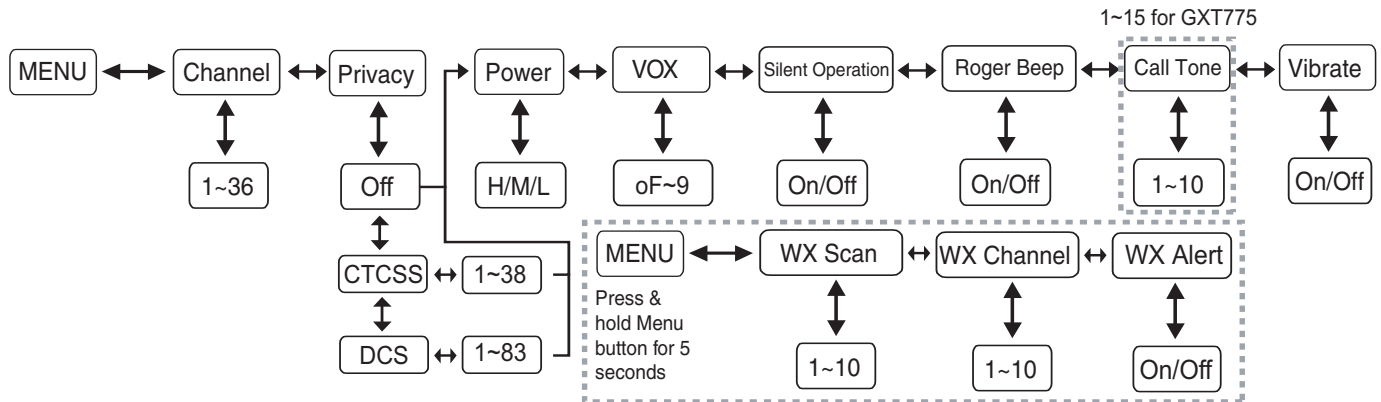 1~15 for GXT775
MENU Channel Privacy Power VOX Silent Operation Roger Beep Call Tone Vibrate
1~36 Off H/M/L oF~9 On/Off On/Off 1~10 On/Off
CTCSS 1~38
DCS 1~83
MENU WX Scan WX Channel WX Alert
Press &
hold Menu
button for 5
seconds
1~10 1~10 On/Off